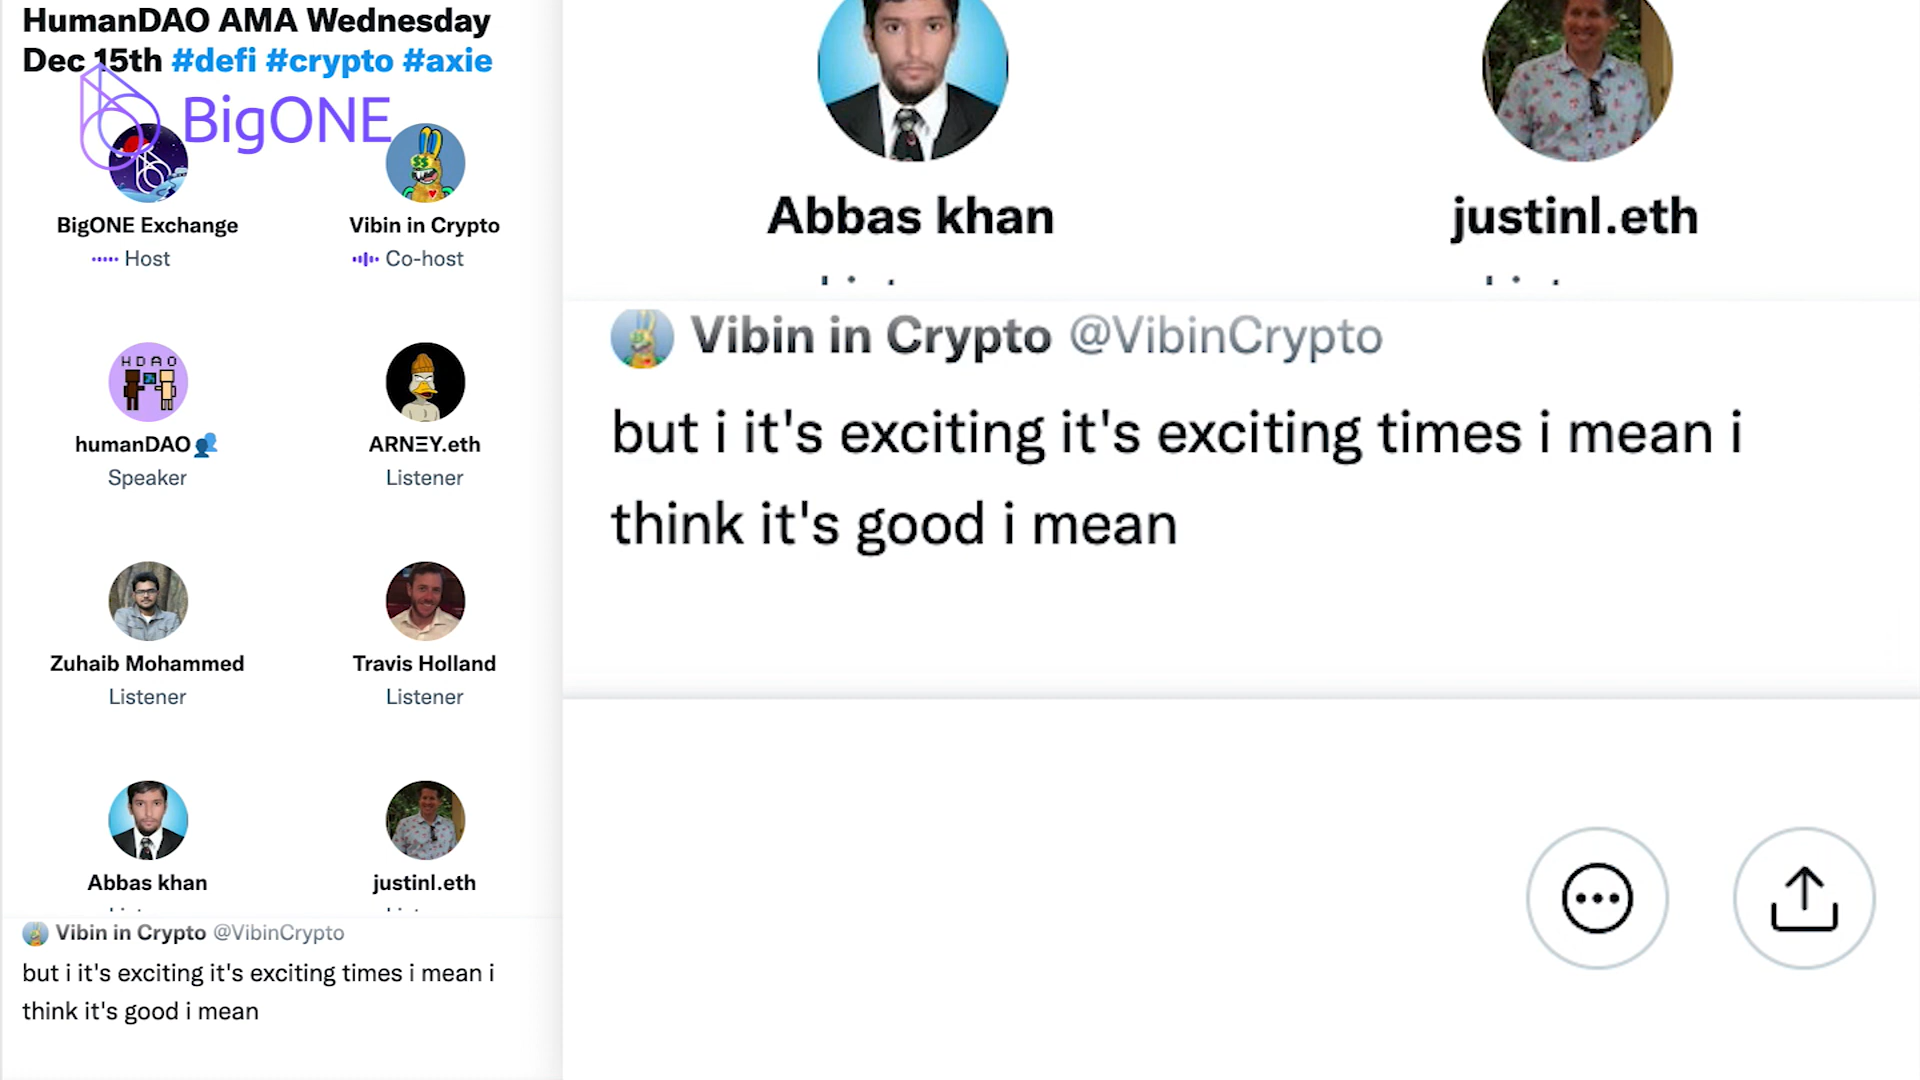 HumanDAO AMA Wednesday
Dec 15th #defi #crypto #axie
BigONE
BigONE Exchange
Host
Vibin in Crypto
Co-host
HDAO
humanDAO
Speaker
ARNΞY.eth
Listener
Zuhaib Mohammed
Listener
Travis Holland
Listener
Abbas khan
justinl.eth
Vibin in Crypto @VibinCrypto
but i it's exciting it's exciting times i mean i
think it's good i mean
Abbas khan
justinl.eth
Vibin in Crypto @VibinCrypto
but i it's exciting it's exciting times i mean i
think it's good i mean